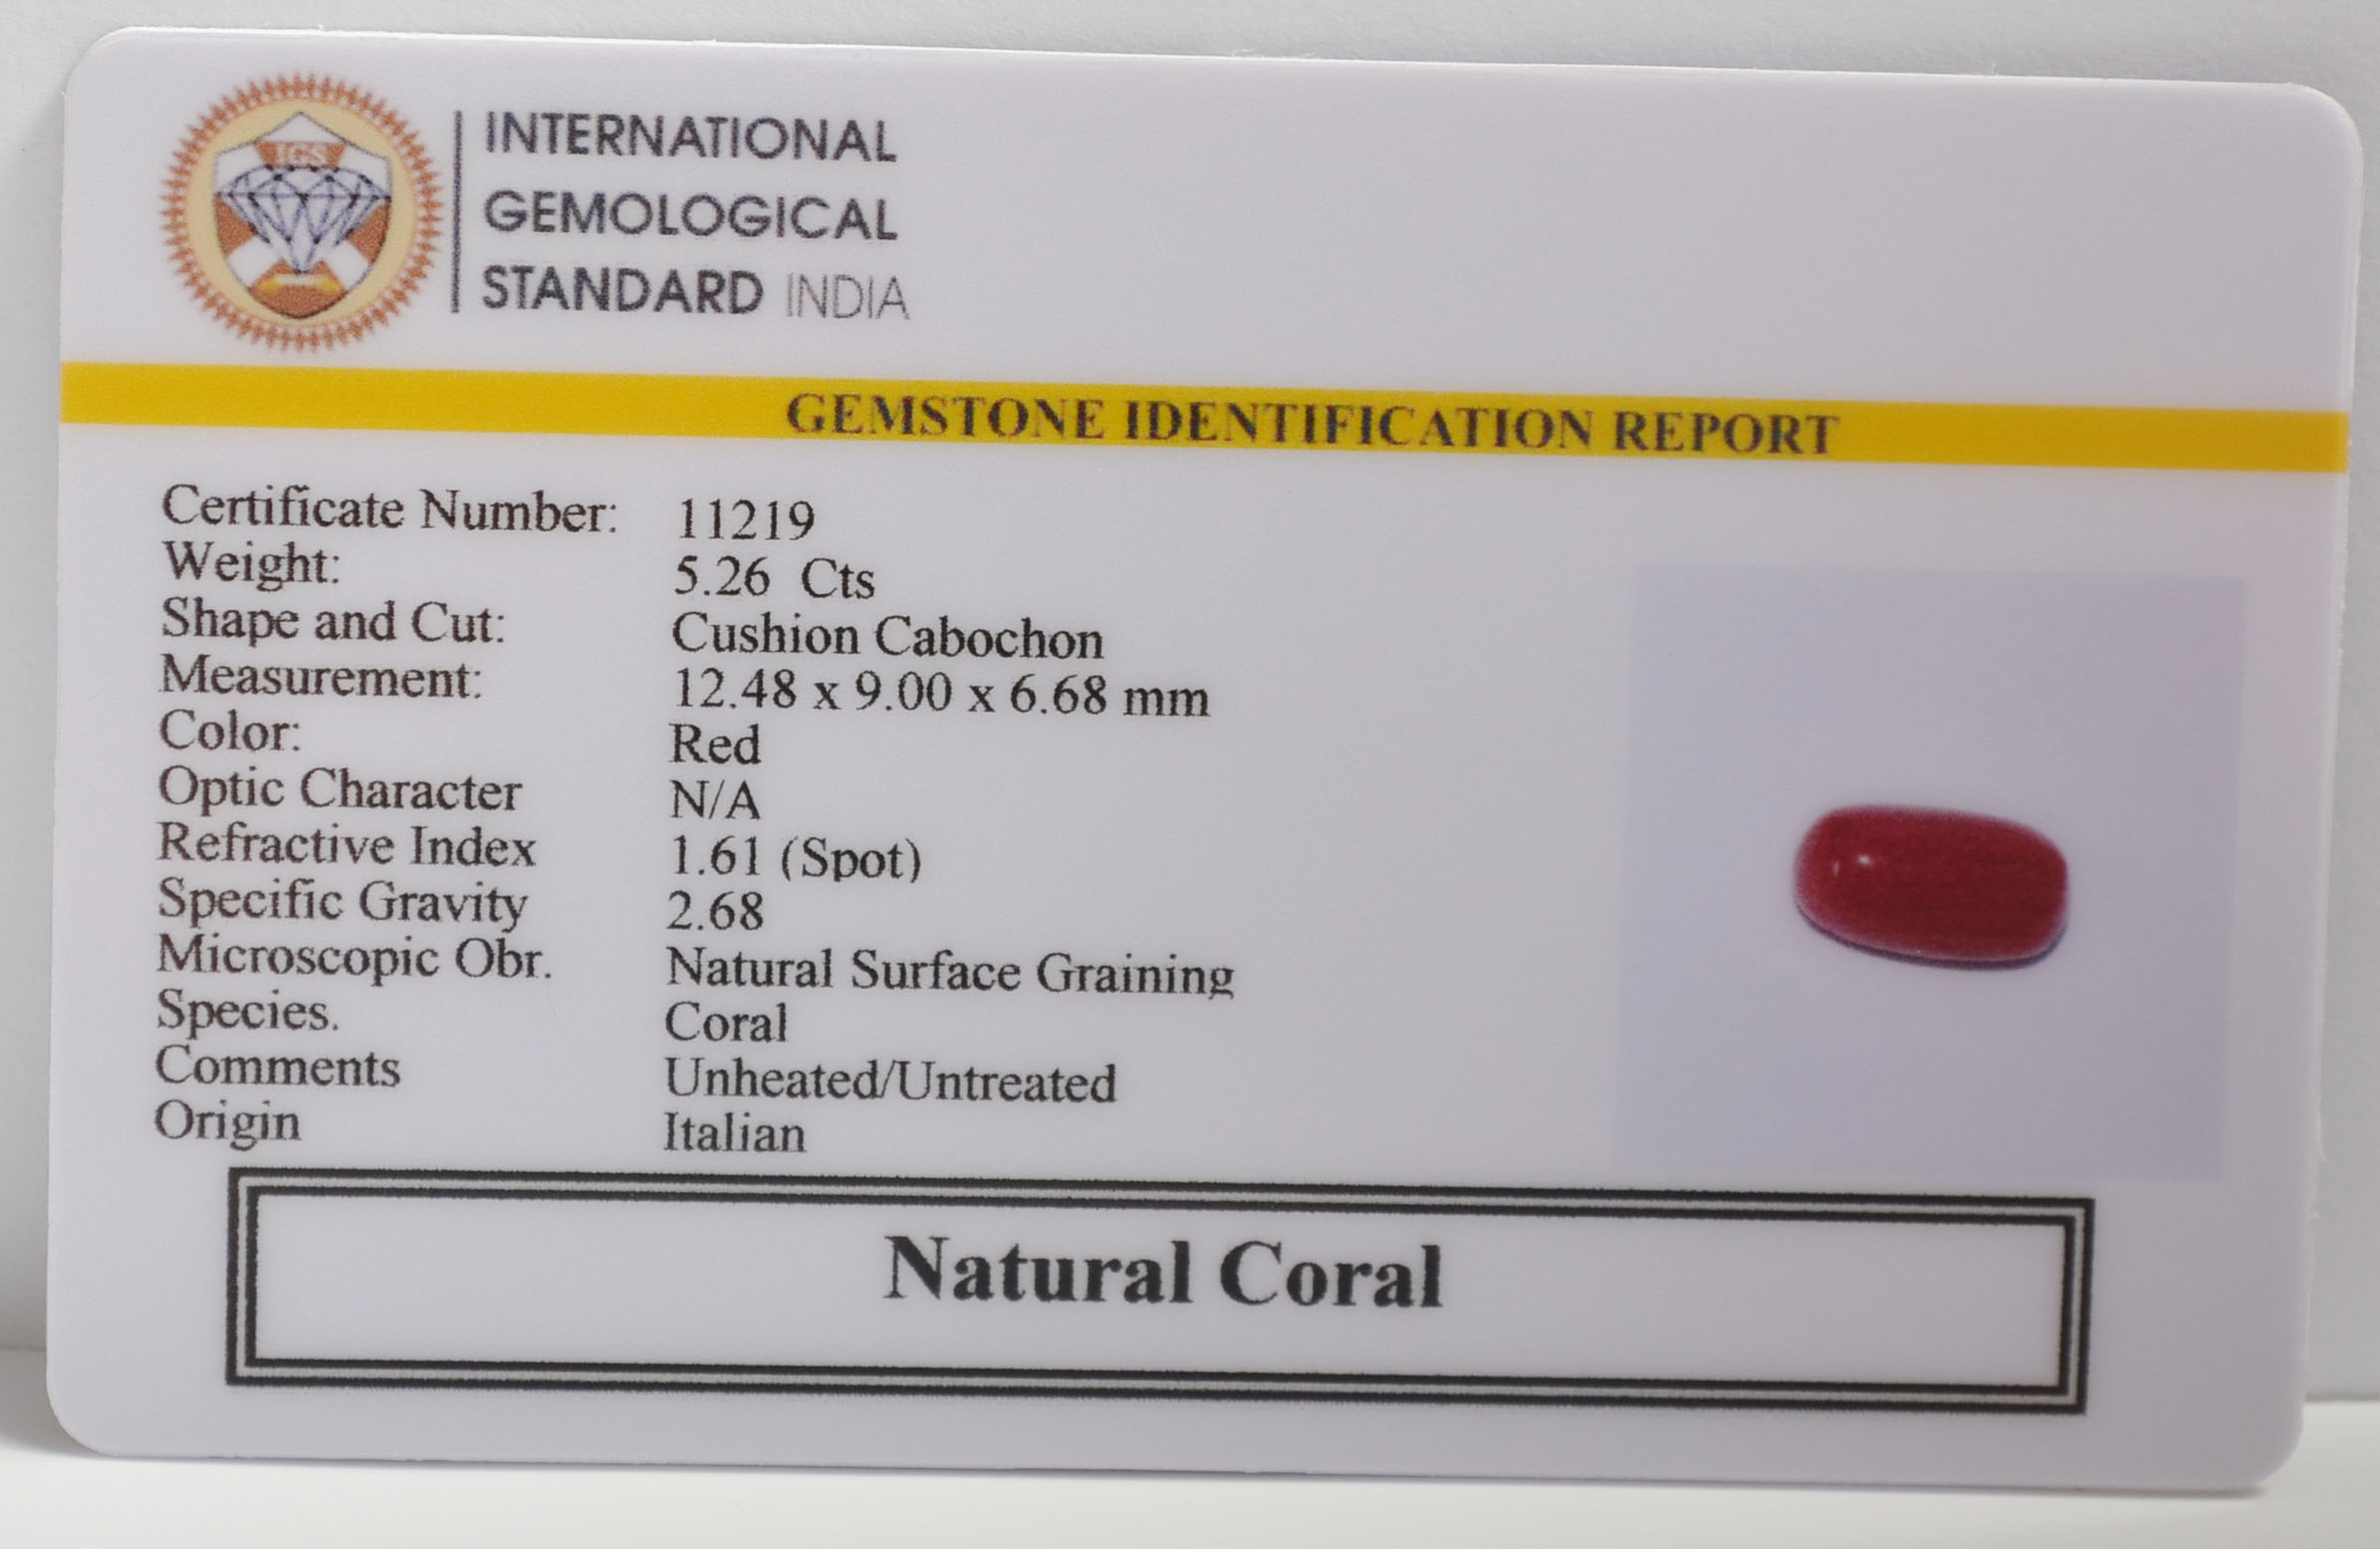 IGS
INTERNATIONAL
GEMOLOGICAL
STANDARD INDIA
GEMSTONE IDENTIFICATION REPORT
Certificate Number: 11219
Weight: 5.26 Cts
Shape and Cut: Cushion Cabochon
Measurement: 12.48 x 9.00 x 6.68 mm
Color: Red
Optic Character N/A
Refractive Index 1.61 (Spot)
Specific Gravity 2.68
Microscopic Obr. Natural Surface Graining
Species. Coral
Comments Unheated/Untreated
Origin Italian
Natural Coral